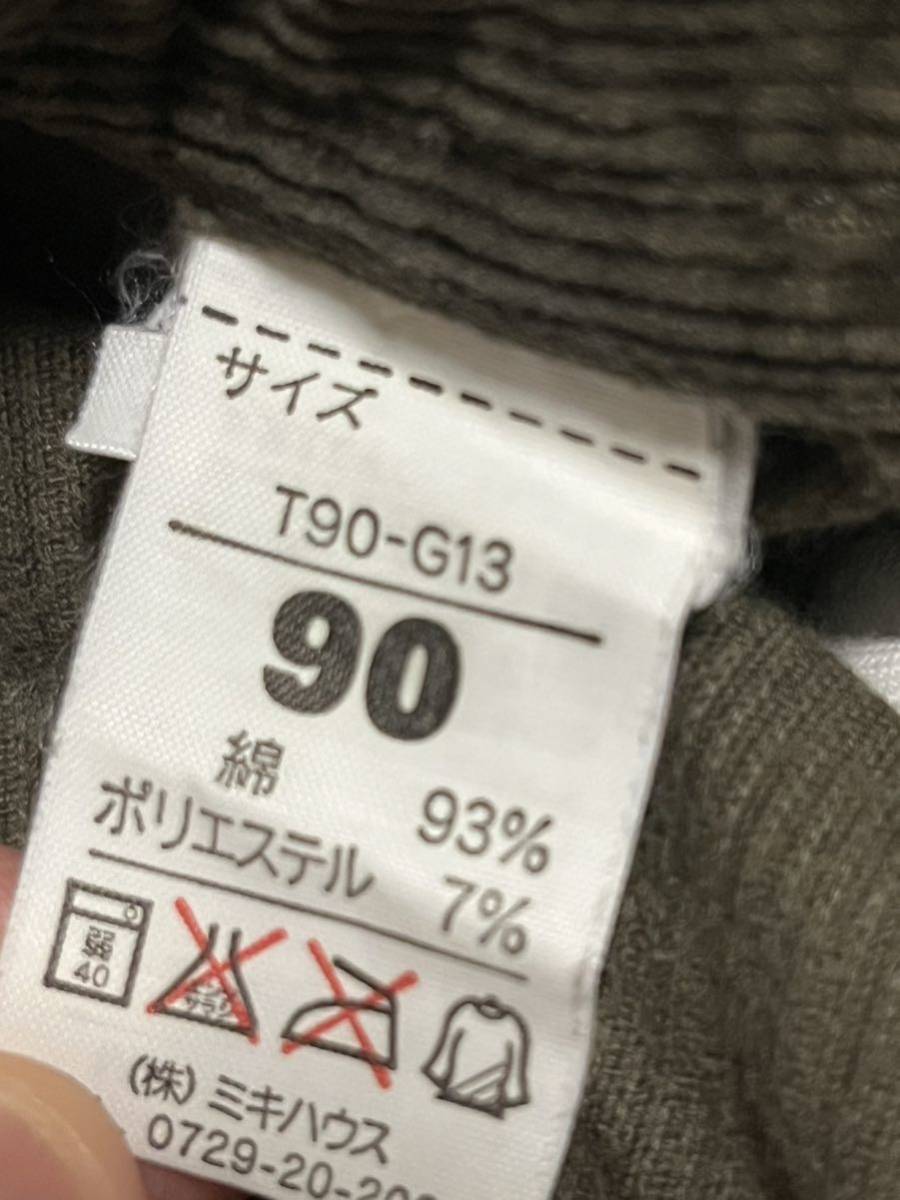 サイズ
T90-G13
90
綿 93%
ポリエステル 7%
弱
40
(株) ミキハウス
0729-20-20